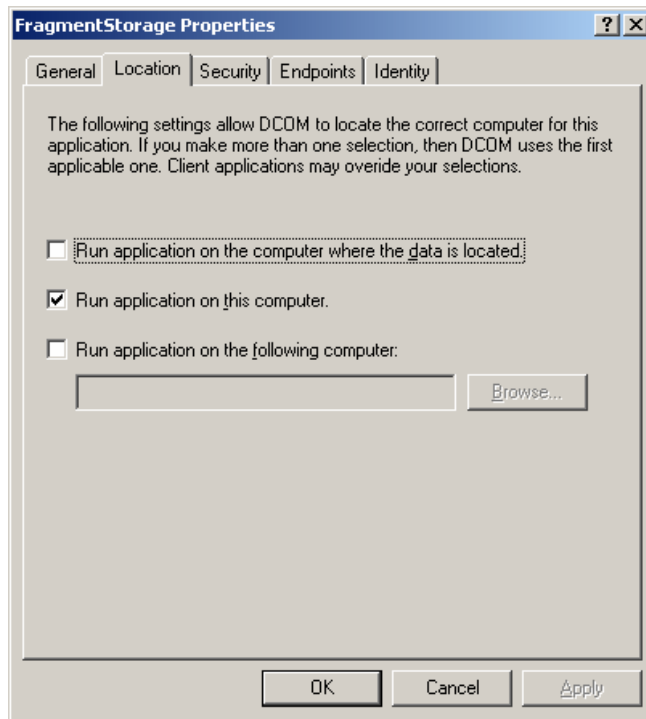 FragmentStorage Properties
General Location Security Endpoints Identity
The following settings allow DCOM to locate the correct computer for this
application. If you make more than one selection, then DCOM uses the first
applicable one. Client applications may overide your selections.
Run application on the computer where the data is located.
Run application on this computer.
Run application on the following computer:
Browse...
OK Cancel Apply